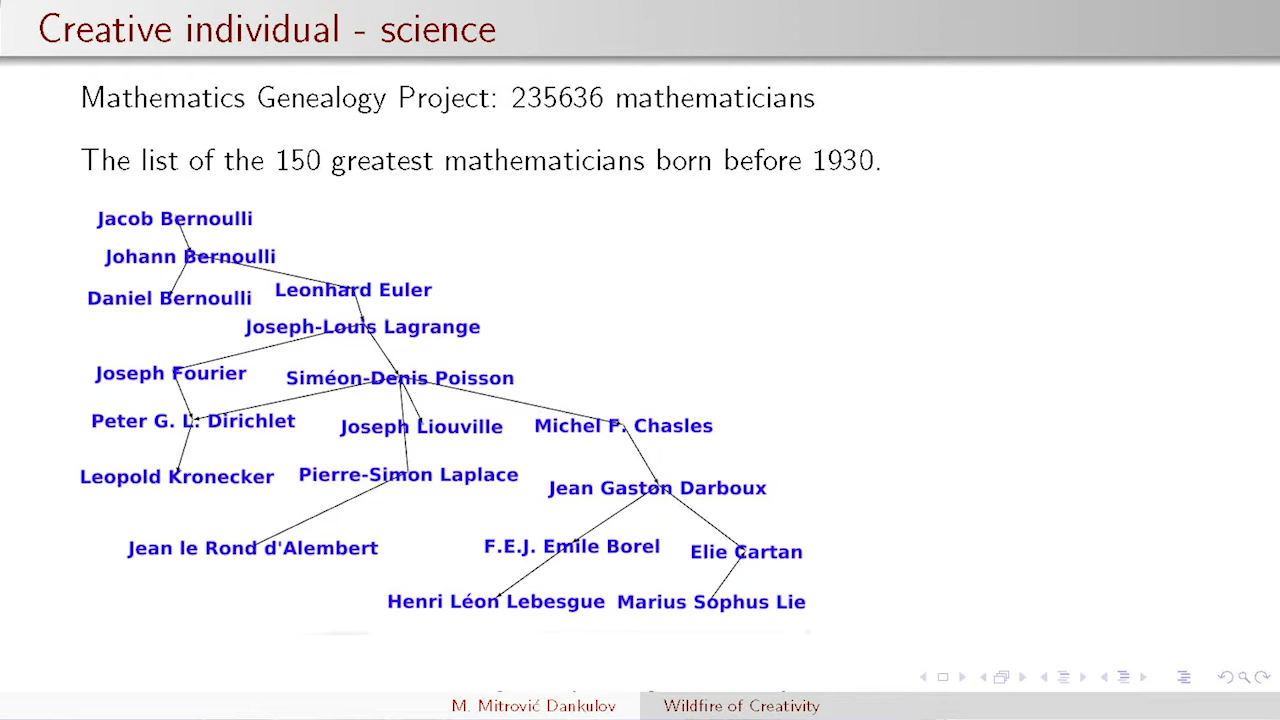 Creative individual - science
Mathematics Genealogy Project: 235636 mathematicians
The list of the 150 greatest mathematicians born before 1930.
Jacob Bernoulli
Johann Bernoulli
Daniel Bernoulli
Leonhard Euler
Joseph-Louis Lagrange
Joseph Fourier
Siméon-Denis Poisson
Peter G. L. Dirichlet
Joseph Liouville
Michel F. Chasles
Leopold Kronecker
Pierre-Simon Laplace
Jean Gaston Darboux
Jean le Rond d'Alembert
F.E.J. Emile Borel
Elie Cartan
Henri Léon Lebesgue
Marius Sophus Lie
M. Mitrović Dankulov
Wildfire of Creativity